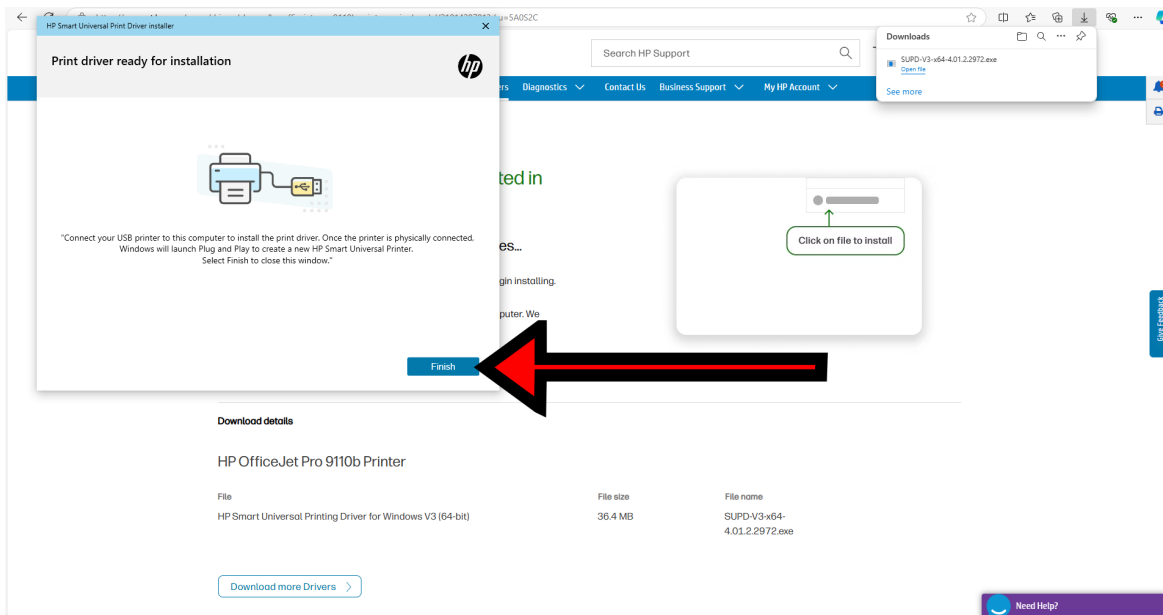 HP Smart Universal Print Driver installer
Print driver ready for installation
hp
"Connect your USB printer to this computer to install the print driver. Once the printer is physically connected,
Windows will launch Plug and Play to create a new HP Smart Universal Printer.
Select Finish to close this window."
Finish
Downloads
SUPD-V3-x64-4.01.2.2972.exe
Open file
See more
Search HP Support
Diagnostics
Contact Us
Business Support
My HP Account
ted in
es...
gin installing.
puter. We
Click on file to install
Give Feedback
Download details
HP OfficeJet Pro 9110b Printer
File
File size
File name
HP Smart Universal Printing Driver for Windows V3 (64-bit)
36.4 MB
SUPD-V3-x64-
4.01.2.2972.exe
Download more Drivers
Need Help?